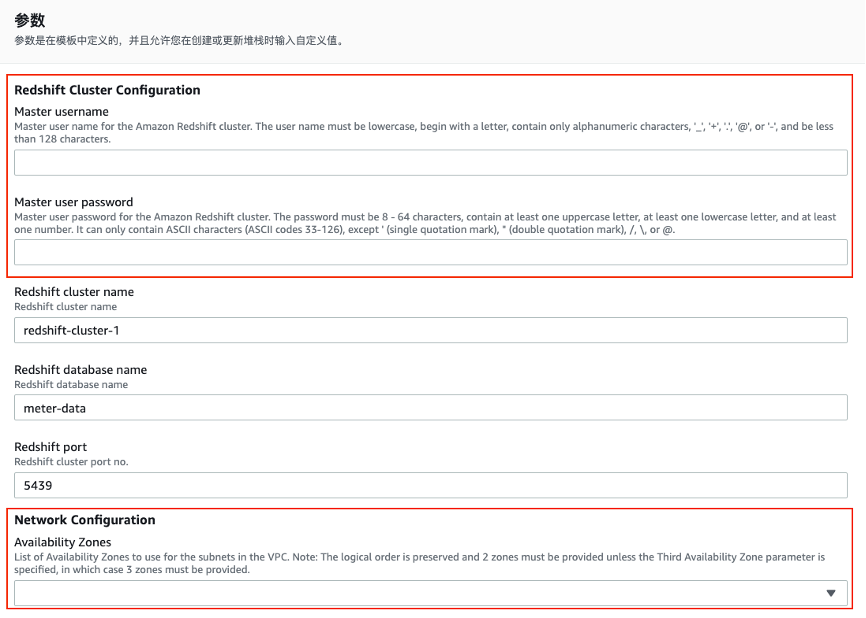 参数
参数是在模板中定义的，并且允许您在创建或更新堆栈时输入自定义值。
Redshift Cluster Configuration
Master username
Master user name for the Amazon Redshift cluster. The user name must be lowercase, begin with a letter, contain only alphanumeric characters, '_', '+', '.', '@', or '-', and be less
than 128 characters.
Master user password
Master user password for the Amazon Redshift cluster. The password must be 8 - 64 characters, contain at least one uppercase letter, at least one lowercase letter, and at least
one number. It can only contain ASCII characters (ASCII codes 33-126), except ' (single quotation mark), " (double quotation mark), /, \, or @.
Redshift cluster name
Redshift cluster name
redshift-cluster-1
Redshift database name
Redshift database name
meter-data
Redshift port
Redshift cluster port no.
5439
Network Configuration
Availability Zones
List of Availability Zones to use for the subnets in the VPC. Note: The logical order is preserved and 2 zones must be provided unless the Third Availability Zone parameter is
specified, in which case 3 zones must be provided.